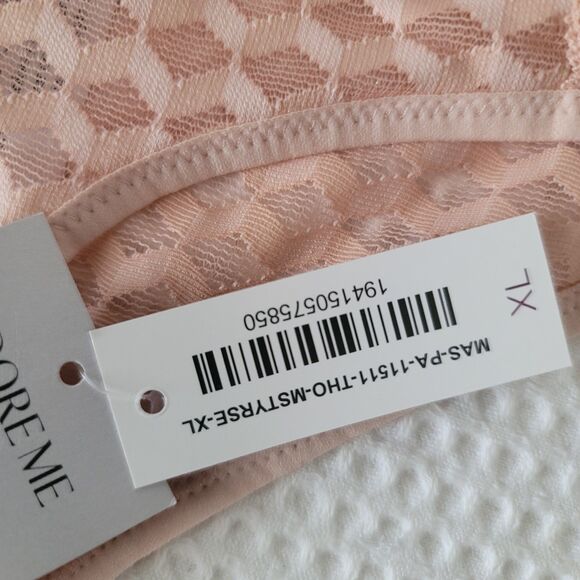 DORE ME
XL
MAS-PA-11511-THO-MSTYRSE-XL
194150575850